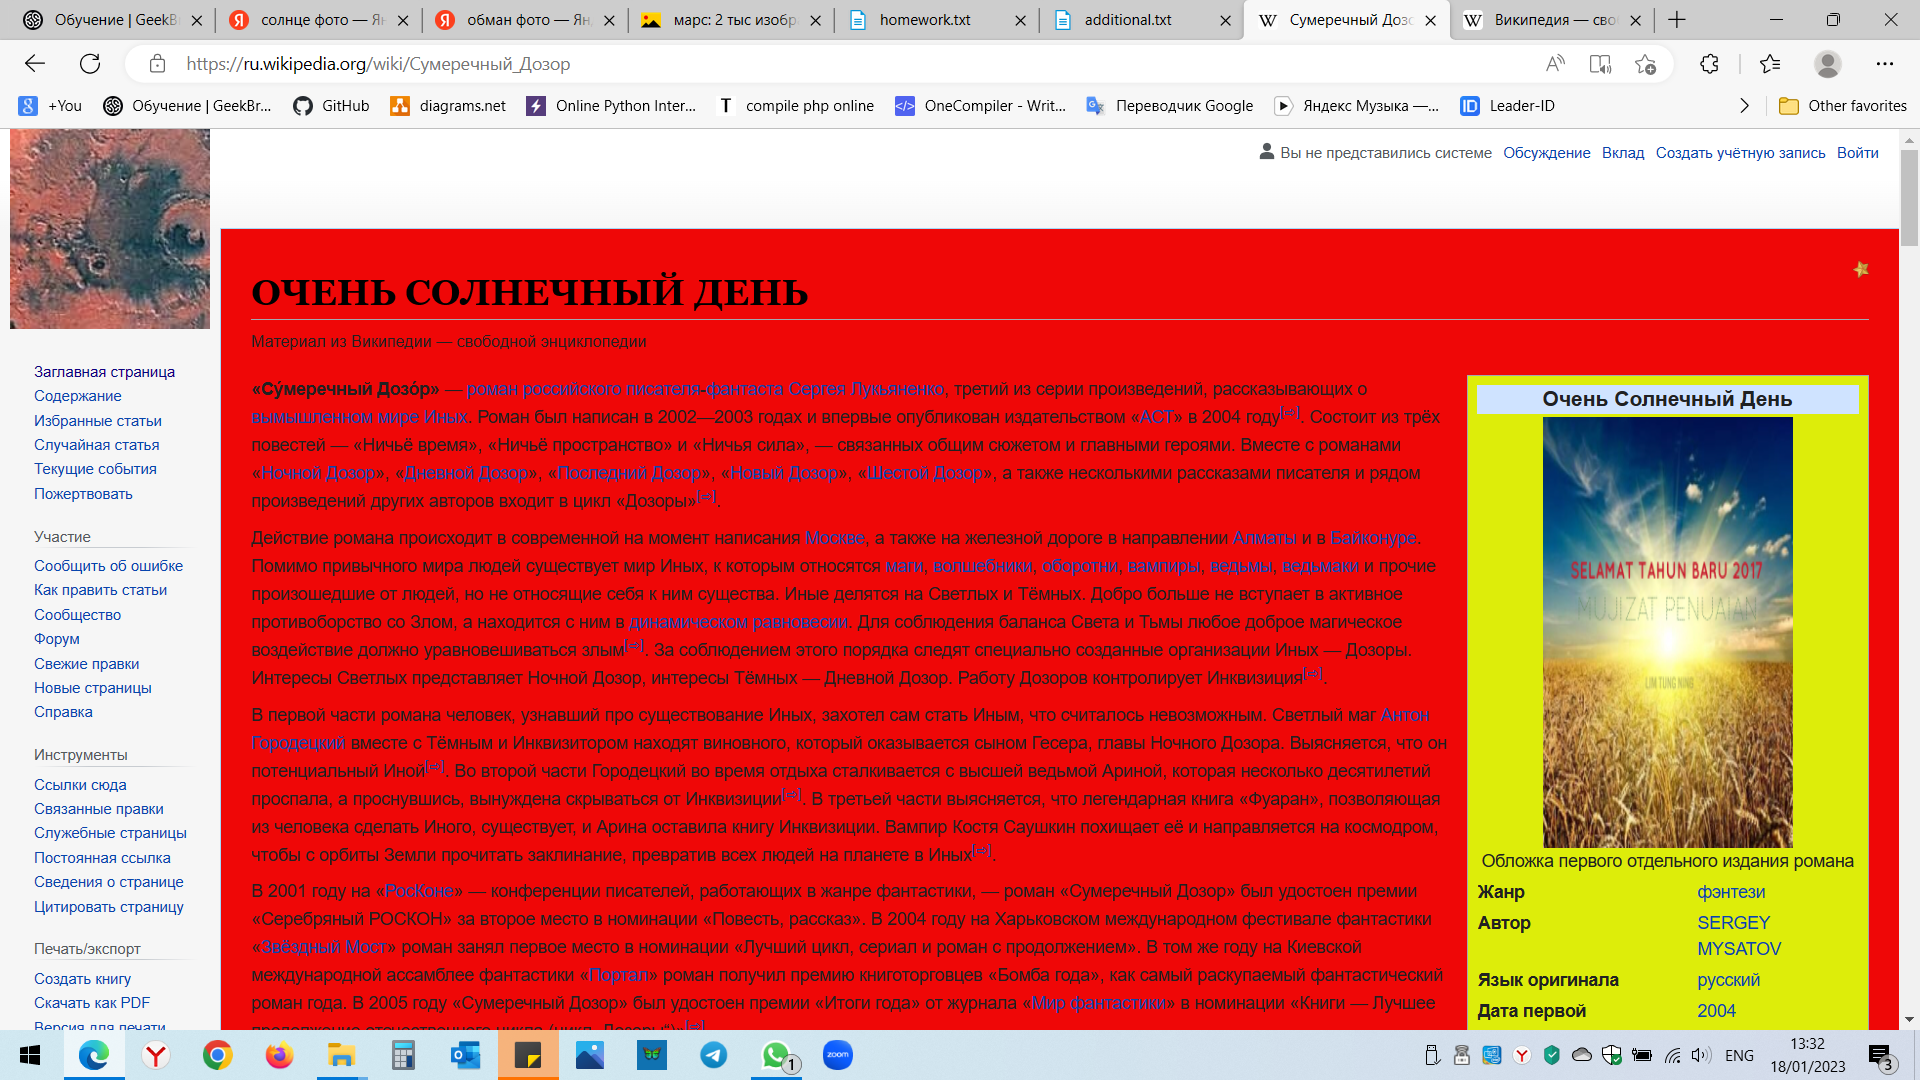 Обучение | GeekB
солнце фото — Ян
обман фото — Янд
марс: 2 тыс изобр
homework.txt
additional.txt
Сумеречный Дозо
Википедия — сво
https://ru.wikipedia.org/wiki/Сумеречный_Дозор
+You
Обучение | GeekBr...
GitHub
diagrams.net
Online Python Inter...
compile php online
OneCompiler - Writ...
Переводчик Google
Яндекс Музыка —...
Leader-ID
Other favorites
Вы не представились системе Обсуждение Вклад Создать учётную запись Войти
Заглавная страница
Содержание
Избранные статьи
Случайная статья
Текущие события
Пожертвовать
Участие
Сообщить об ошибке
Как править статьи
Сообщество
Форум
Свежие правки
Новые страницы
Справка
Инструменты
Ссылки сюда
Связанные правки
Служебные страницы
Постоянная ссылка
Сведения о странице
Цитировать страницу
Печать/экспорт
Создать книгу
Скачать как PDF
Версия для печати
ОЧЕНЬ СОЛНЕЧНЫЙ ДЕНЬ
Материал из Википедии — свободной энциклопедии
«Су́меречный Дозо́р» — роман российского писателя-фантаста Сергея Лукьяненко, третий из серии произведений, рассказывающих о
вымышленном мире Иных. Роман был написан в 2002—2003 годах и впервые опубликован издательством «АСТ» в 2004 году[⇨]. Состоит из трёх
повестей — «Ничьё время», «Ничьё пространство» и «Ничья сила», — связанных общим сюжетом и главными героями. Вместе с романами
«Ночной Дозор», «Дневной Дозор», «Последний Дозор», «Новый Дозор», «Шестой Дозор», а также несколькими рассказами писателя и рядом
произведений других авторов входит в цикл «Дозоры»[⇨].
Действие романа происходит в современной на момент написания Москве, а также на железной дороге в направлении Алматы и в Байконуре.
Помимо привычного мира людей существует мир Иных, к которым относятся маги, волшебники, оборотни, вампиры, ведьмы, ведьмаки и прочие
произошедшие от людей, но не относящие себя к ним существа. Иные делятся на Светлых и Тёмных. Добро больше не вступает в активное
противоборство со Злом, а находится с ним в динамическом равновесии. Для соблюдения баланса Света и Тьмы любое доброе магическое
воздействие должно уравновешиваться злым[⇨]. За соблюдением этого порядка следят специально созданные организации Иных — Дозоры.
Интересы Светлых представляет Ночной Дозор, интересы Тёмных — Дневной Дозор. Работу Дозоров контролирует Инквизиция[⇨].
В первой части романа человек, узнавший про существование Иных, захотел сам стать Иным, что считалось невозможным. Светлый маг Антон
Городецкий вместе с Тёмным и Инквизитором находят виновного, который оказывается сыном Гесера, главы Ночного Дозора. Выясняется, что он
потенциальный Иной[⇨]. Во второй части Городецкий во время отдыха сталкивается с высшей ведьмой Ариной, которая несколько десятилетий
проспала, а проснувшись, вынуждена скрываться от Инквизиции[⇨]. В третьей части выясняется, что легендарная книга «Фуаран», позволяющая
из человека сделать Иного, существует, и Арина оставила книгу Инквизиции. Вампир Костя Саушкин похищает её и направляется на космодром,
чтобы с орбиты Земли прочитать заклинание, превратив всех людей на планете в Иных[⇨].
В 2001 году на «РосКоне» — конференции писателей, работающих в жанре фантастики, — роман «Сумеречный Дозор» был удостоен премии
«Серебряный РОСКОН» за второе место в номинации «Повесть, рассказ». В 2004 году на Харьковском международном фестивале фантастики
«Звёздный Мост» роман занял первое место в номинации «Лучший цикл, сериал и роман с продолжением». В том же году на Киевской
международной ассамблее фантастики «Портал» роман получил премию книготорговцев «Бомба года», как самый раскупаемый фантастический
роман года. В 2005 году «Сумеречный Дозор» был удостоен премии «Итоги года» от журнала «Мир фантастики» в номинации «Книги — Лучшее
продолжение отечественного цикла (цикл „Дозоры“)»[⇨].
Очень Солнечный День
SELAMAT TAHUN BARU 2017
MUJIZAT PENUAIAN
Обложка первого отдельного издания романа
Жанр фэнтези
Автор SERGEY
MYSATOV
Язык оригинала русский
Дата первой 2004
zoom
1
ENG
13:32
18/01/2023
3